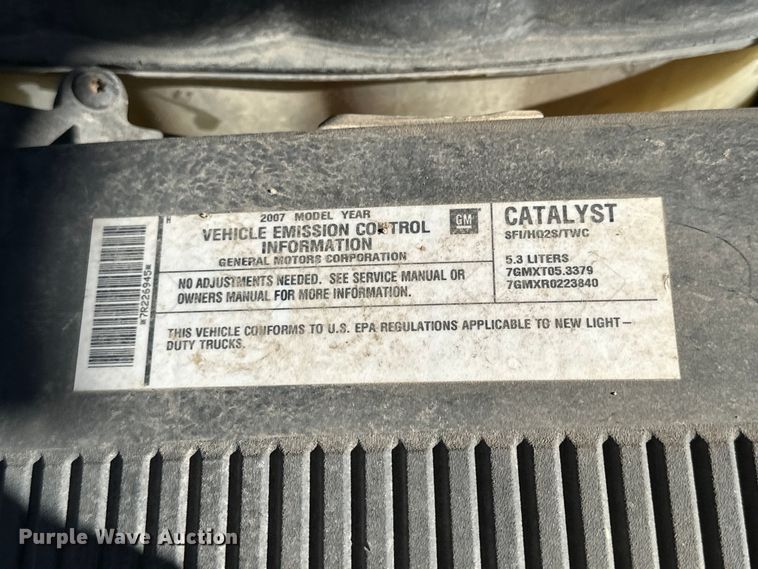 *7R226945*
H
2007 MODEL YEAR
VEHICLE EMISSION CONTROL
INFORMATION
GENERAL MOTORS CORPORATION
GM
NO ADJUSTMENTS NEEDED. SEE SERVICE MANUAL OR
OWNERS MANUAL FOR MORE INFORMATION.
CATALYST
SFI/HO2S/TWC
5.3 LITERS
7GMXT05.3379
7GMXR0223840
THIS VEHICLE CONFORMS TO U.S. EPA REGULATIONS APPLICABLE TO NEW LIGHT-
DUTY TRUCKS.
Purple Wave Auction